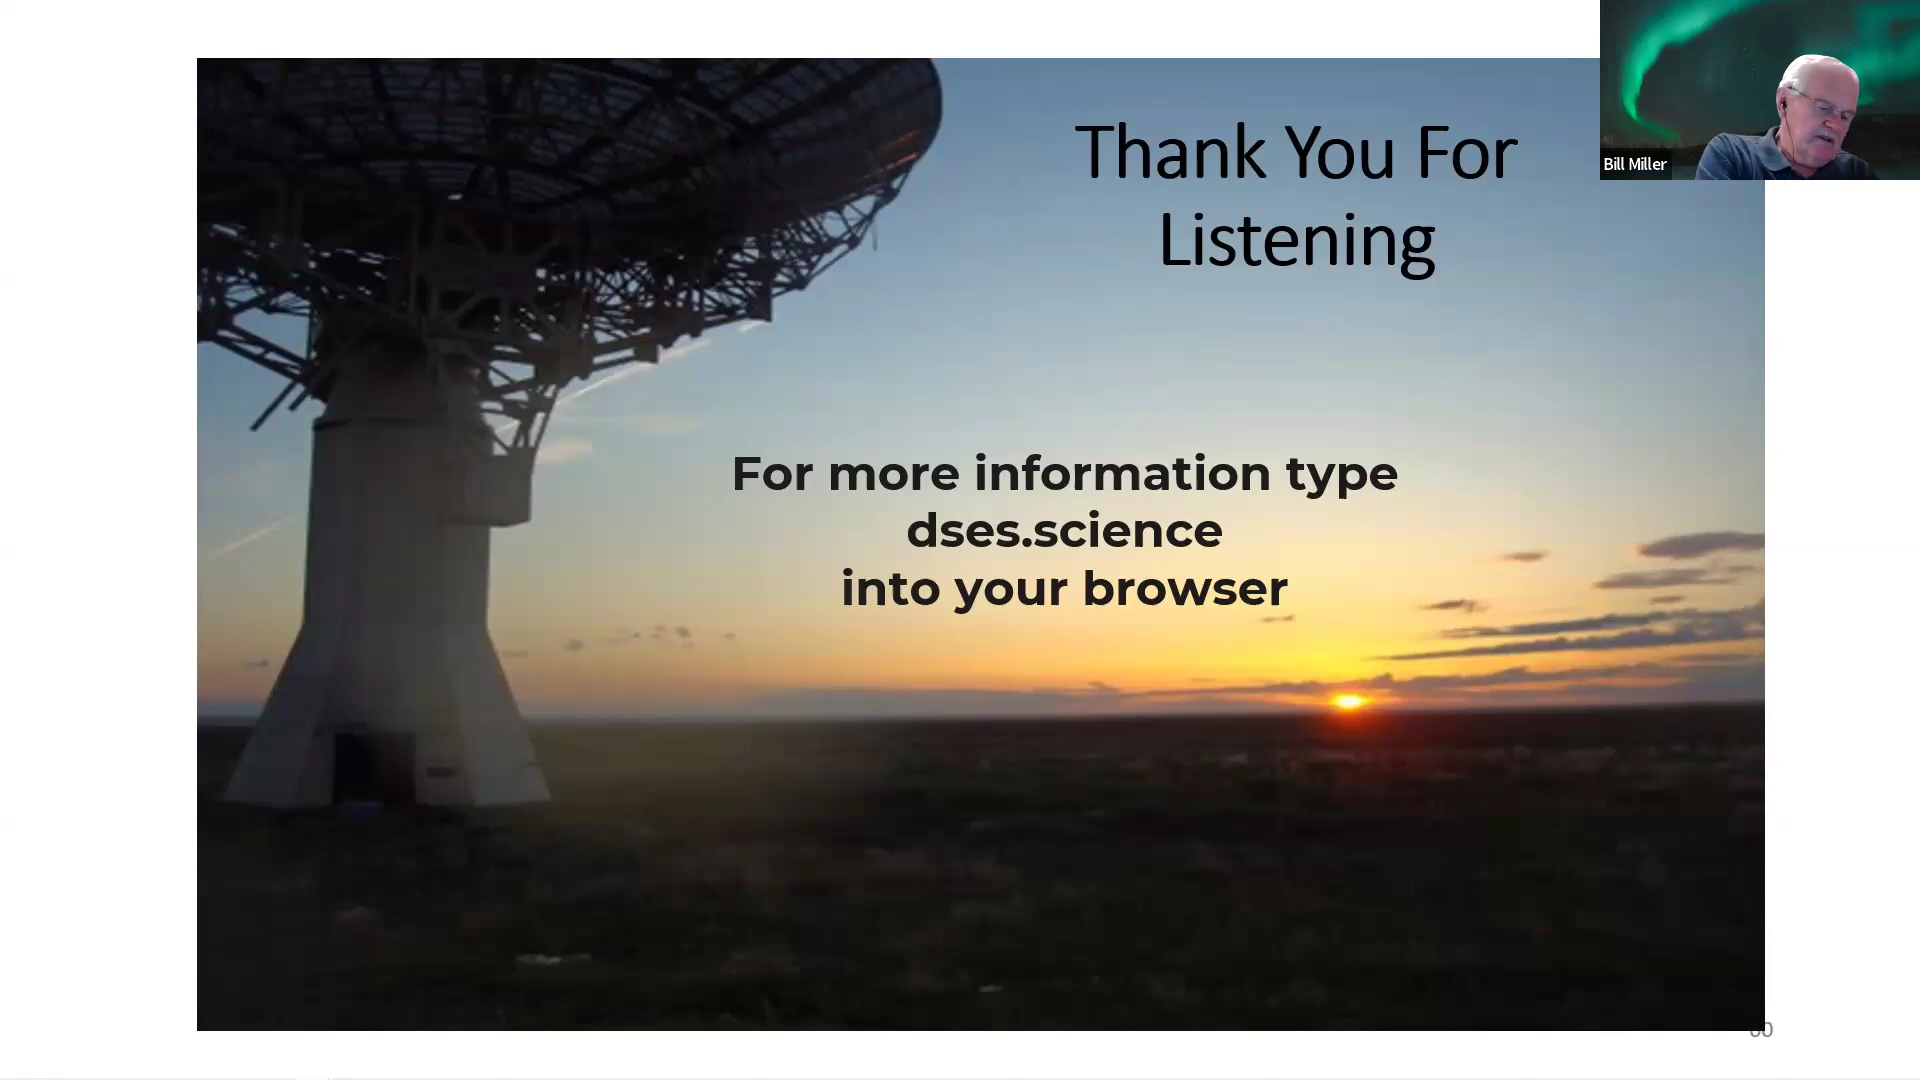 Thank You For
Listening
Bill Miller
For more information type
dses.science
into your browser